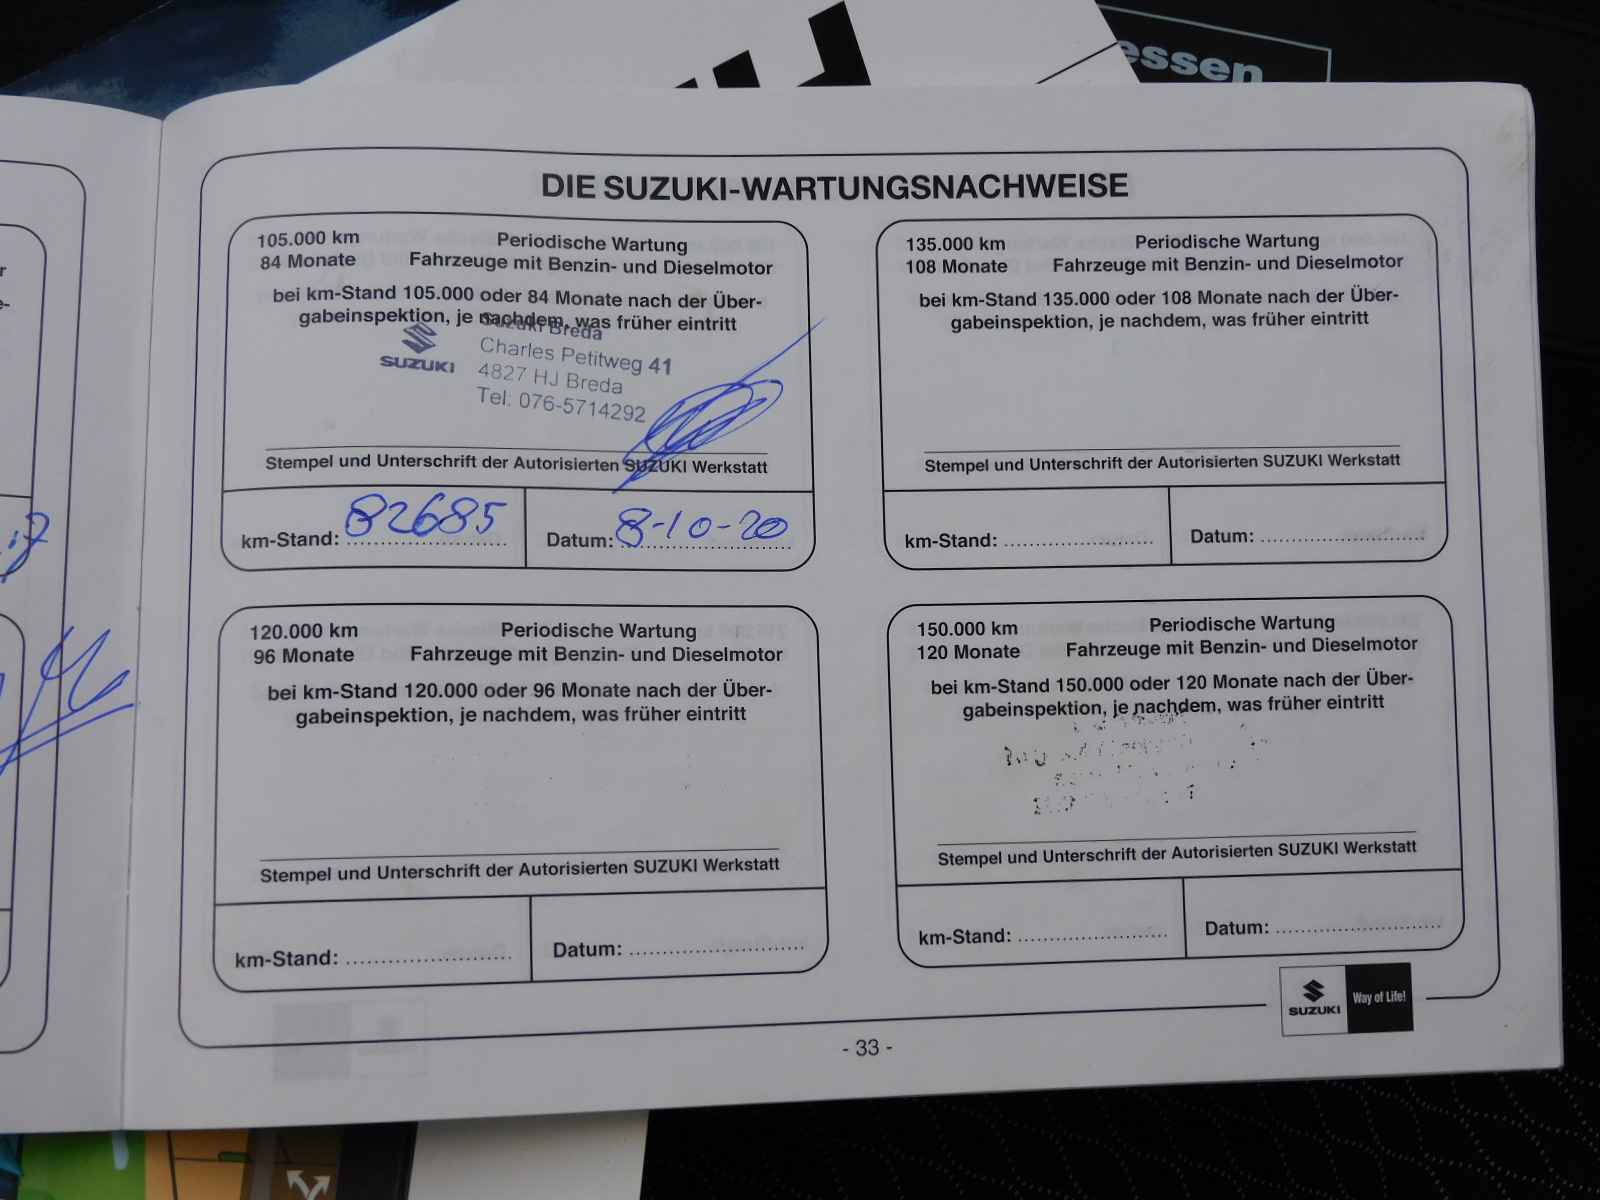 essen
DIE SUZUKI-WARTUNGSNACHWEISE
105.000 km Periodische Wartung
84 Monate Fahrzeuge mit Benzin- und Dieselmotor
bei km-Stand 105.000 oder 84 Monate nach der Über-
gabeinspektion, je nachdem, was früher eintritt
Suzuki Breda
SUZUKI
Charles Petitweg 41
4827 HJ Breda
Tel: 076-5714292
Stempel und Unterschrift der Autorisierten SUZUKI Werkstatt
km-Stand: 82685 Datum: 8-10-20
135.000 km Periodische Wartung
108 Monate Fahrzeuge mit Benzin- und Dieselmotor
bei km-Stand 135.000 oder 108 Monate nach der Über-
gabeinspektion, je nachdem, was früher eintritt
Stempel und Unterschrift der Autorisierten SUZUKI Werkstatt
km-Stand: Datum:
120.000 km Periodische Wartung
96 Monate Fahrzeuge mit Benzin- und Dieselmotor
bei km-Stand 120.000 oder 96 Monate nach der Über-
gabeinspektion, je nachdem, was früher eintritt
Stempel und Unterschrift der Autorisierten SUZUKI Werkstatt
km-Stand: Datum:
150.000 km Periodische Wartung
120 Monate Fahrzeuge mit Benzin- und Dieselmotor
bei km-Stand 150.000 oder 120 Monate nach der Über-
gabeinspektion, je nachdem, was früher eintritt
Stempel und Unterschrift der Autorisierten SUZUKI Werkstatt
km-Stand: Datum:
SUZUKI Way of Life!
- 33 -